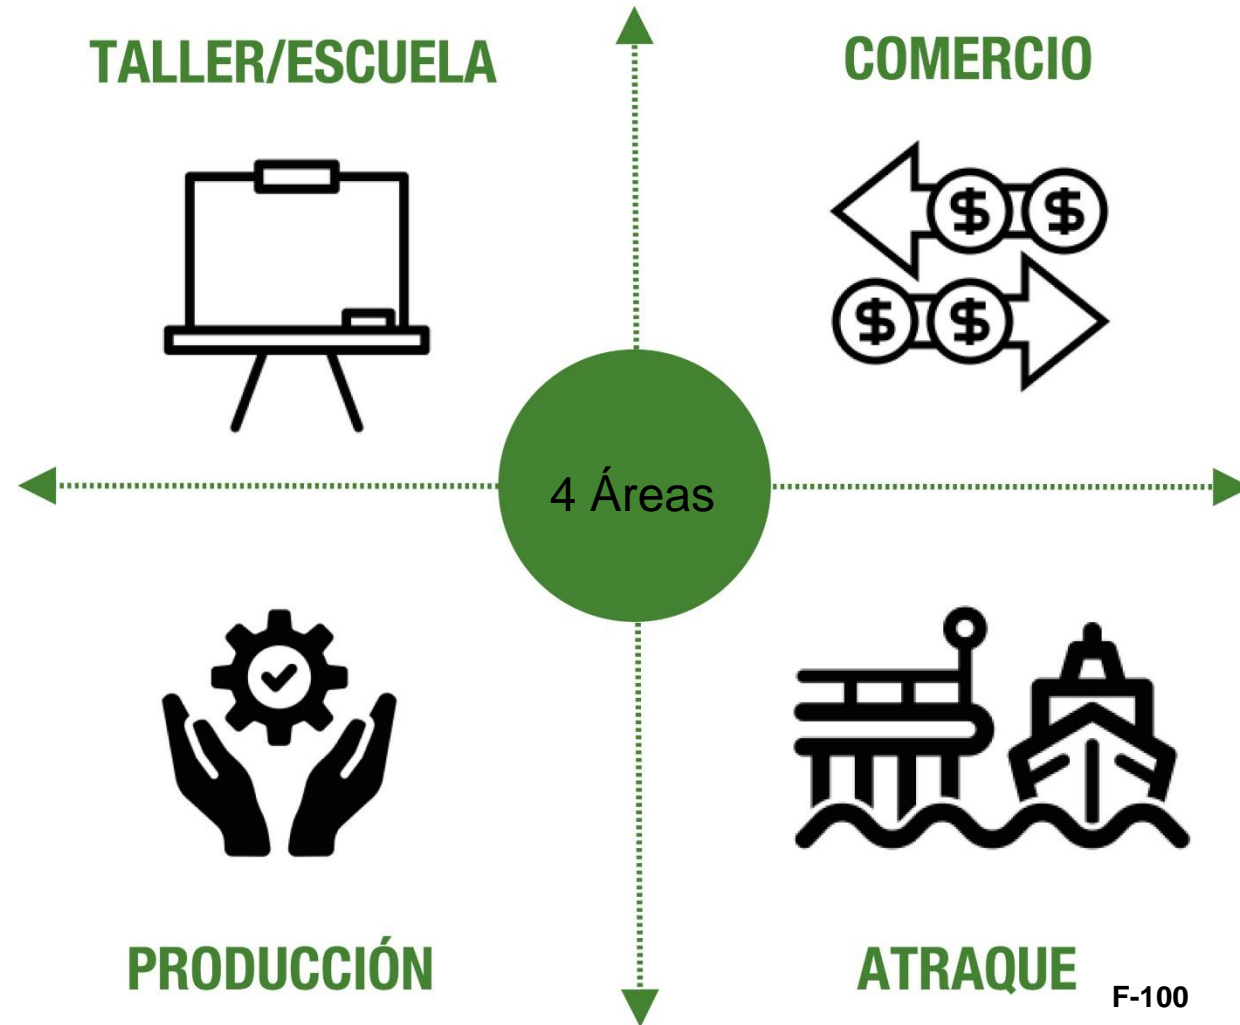 TALLER/ESCUELA
COMERCIO
$ $
$ $
4 Áreas
PRODUCCIÓN
ATRAQUE
F-100